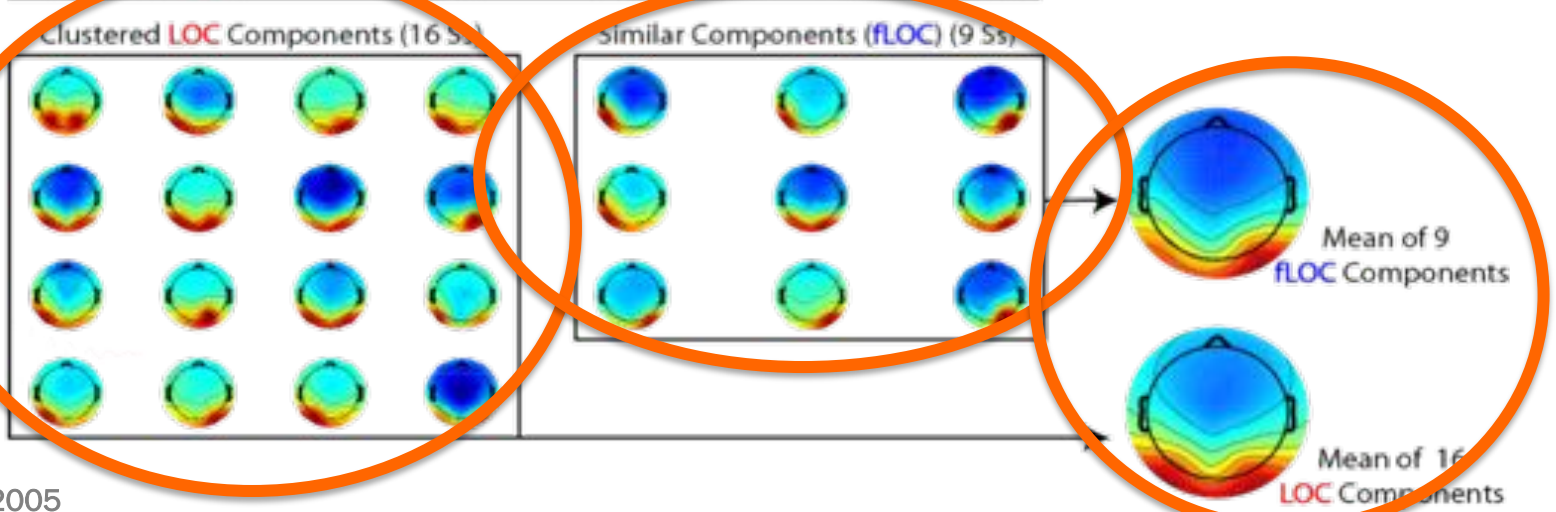 Clustered LOC Components (16 Ss)
Similar Components (fLOC) (9 Ss)
Mean of 9
fLOC Components
Mean of 16
LOC Components
2005